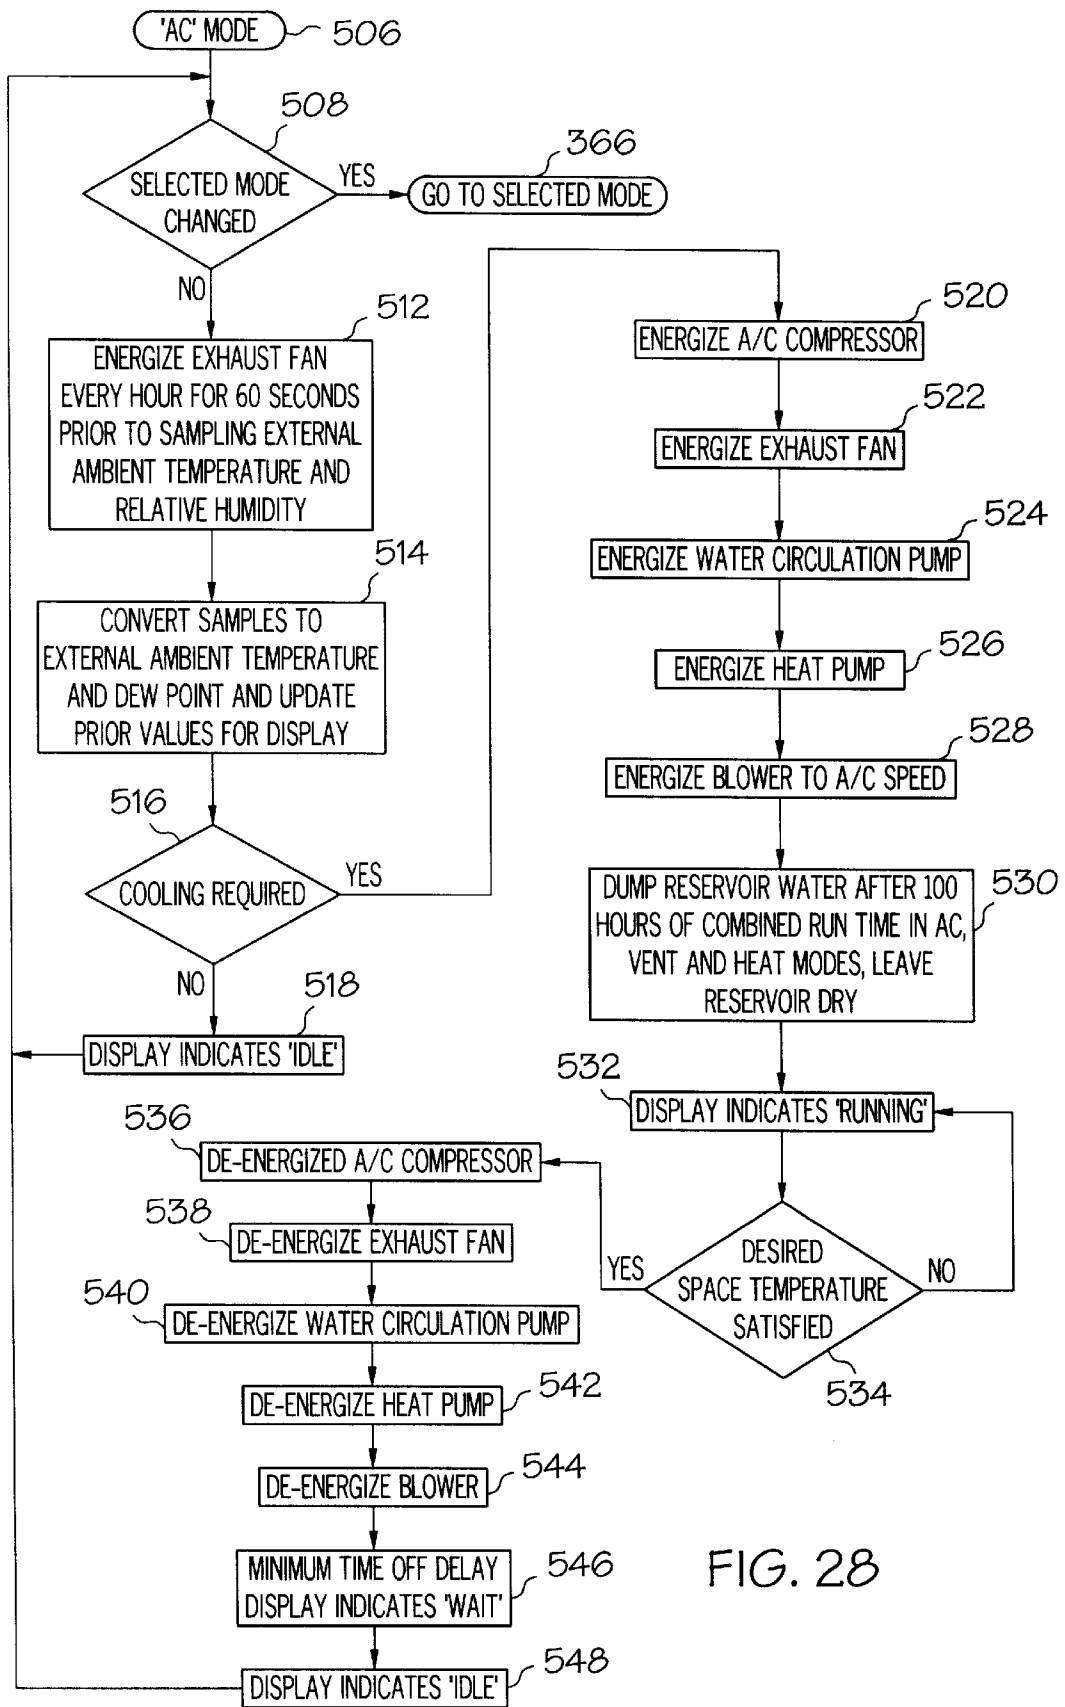 'AC' MODE
506
508
SELECTED MODE
CHANGED
YES
NO
366
GO TO SELECTED MODE
512
ENERGIZE EXHAUST FAN
EVERY HOUR FOR 60 SECONDS
PRIOR TO SAMPLING EXTERNAL
AMBIENT TEMPERATURE AND
RELATIVE HUMIDITY
514
CONVERT SAMPLES TO
EXTERNAL AMBIENT TEMPERATURE
AND DEW POINT AND UPDATE
PRIOR VALUES FOR DISPLAY
516
COOLING REQUIRED
YES
NO
518
DISPLAY INDICATES 'IDLE'
520
ENERGIZE A/C COMPRESSOR
522
ENERGIZE EXHAUST FAN
524
ENERGIZE WATER CIRCULATION PUMP
526
ENERGIZE HEAT PUMP
528
ENERGIZE BLOWER TO A/C SPEED
530
DUMP RESERVOIR WATER AFTER 100
HOURS OF COMBINED RUN TIME IN AC,
VENT AND HEAT MODES, LEAVE
RESERVOIR DRY
532
DISPLAY INDICATES 'RUNNING'
DESIRED
SPACE TEMPERATURE
SATISFIED
YES
NO
534
536
DE-ENERGIZED A/C COMPRESSOR
538
DE-ENERGIZE EXHAUST FAN
540
DE-ENERGIZE WATER CIRCULATION PUMP
542
DE-ENERGIZE HEAT PUMP
544
DE-ENERGIZE BLOWER
546
MINIMUM TIME OFF DELAY
DISPLAY INDICATES 'WAIT'
548
DISPLAY INDICATES 'IDLE'
FIG. 28